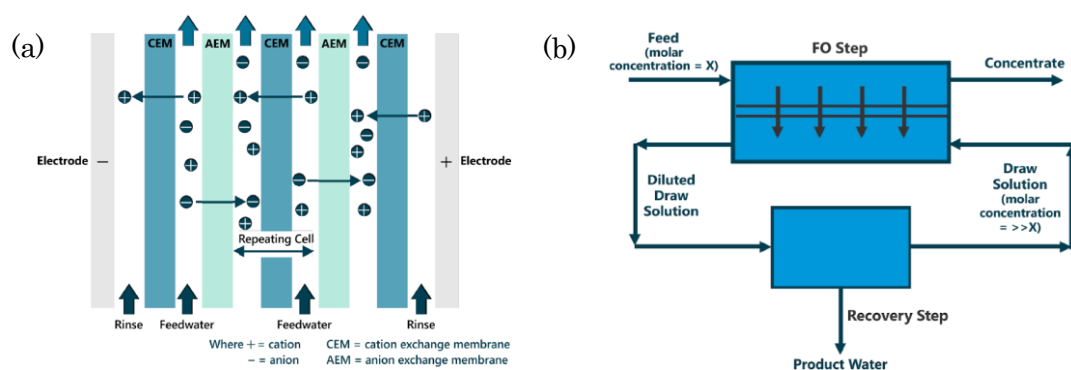 (a)
CEM
AEM
CEM
AEM
CEM
Electrode
−
+
Electrode
Repeating Cell
Rinse
Feedwater
Feedwater
Rinse
Where + = cation
− = anion
CEM = cation exchange membrane
AEM = anion exchange membrane
(b)
Feed
(molar
concentration = X)
FO Step
Concentrate
Diluted
Draw
Solution
Draw
Solution
(molar
concentration
= >>X)
Recovery Step
Product Water